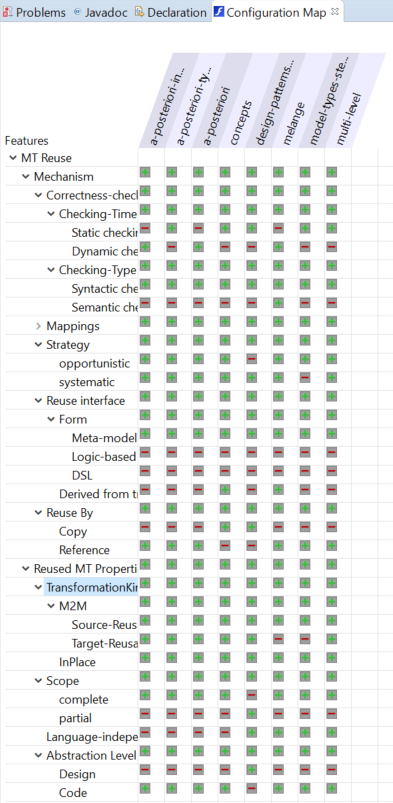 Problems @ Javadoc Declaration Configuration Map
a-posteriori-in...
a-posteriori-ty...
a-posteriori
concepts
design-patterns...
melange
model-types-ste...
multi-level
Features
MT Reuse
Mechanism
Correctness-chec
Checking-Time
Static checkin
Dynamic che
Checking-Type
Syntactic che
Semantic che
Mappings
Strategy
opportunistic
systematic
Reuse interface
Form
Meta-model
Logic-based
DSL
Derived from t
Reuse By
Copy
Reference
Reused MT Properti
TransformationKin
M2M
Source-Reus
Target-Reusa
InPlace
Scope
complete
partial
Language-indepe
Abstraction Level
Design
Code